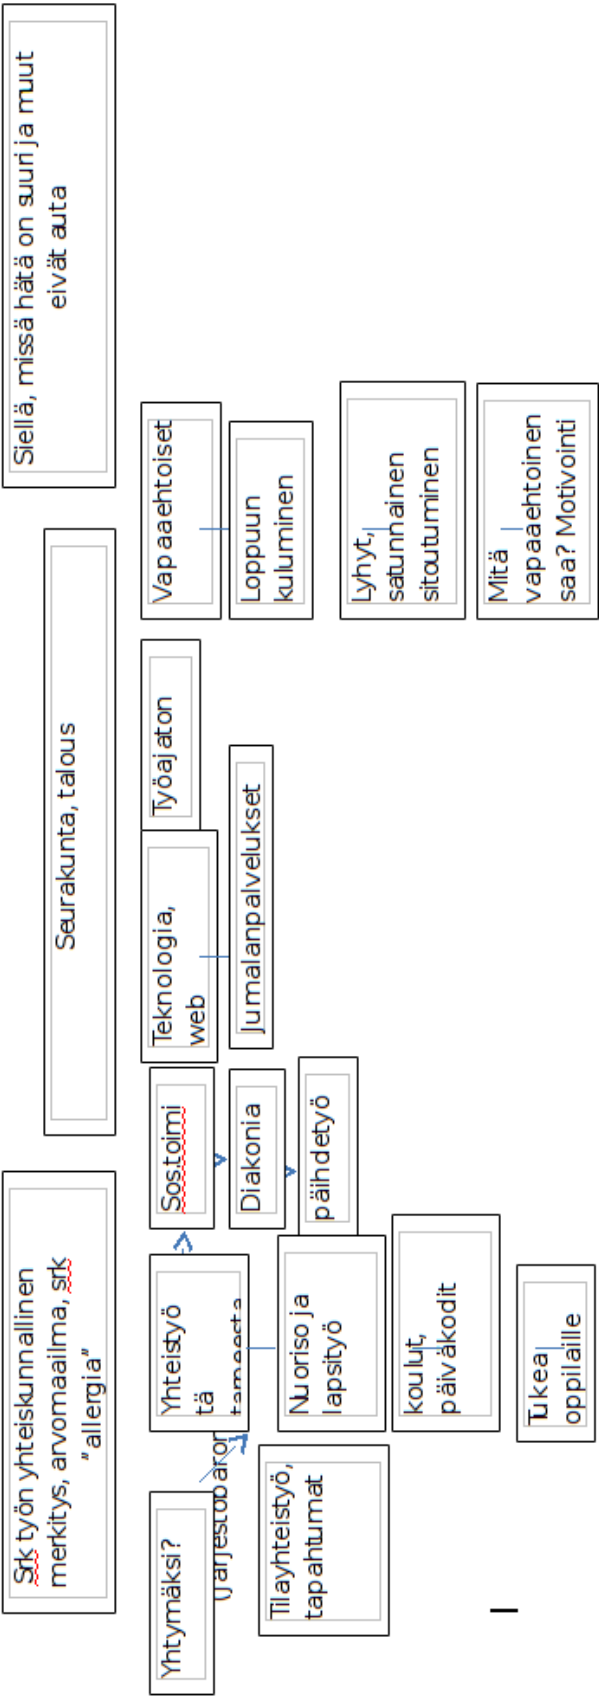 Srk työn yhteiskunnallinen
merkitys, arvomaailma, srk
"allergia"
Seurakunta, talous
Siellä, missä hätä on suuri ja muut
eivät auta
Yhtymäksi?
Yhteistyö
tä
Sos.toimi
Teknologia,
web
Työajaton
Vapaaehtoiset
Tilayhteistyö,
tapahtumat
Nuoriso ja
lapsityö
Diakonia
päihdetyö
Jumalanpalvelukset
Loppuun
kuluminen
koulut,
päiväkodit
Lyhyt,
satunnainen
sitoutuminen
Tukea
oppilaille
Mitä
vapaaehtoinen
saa? Motivointi